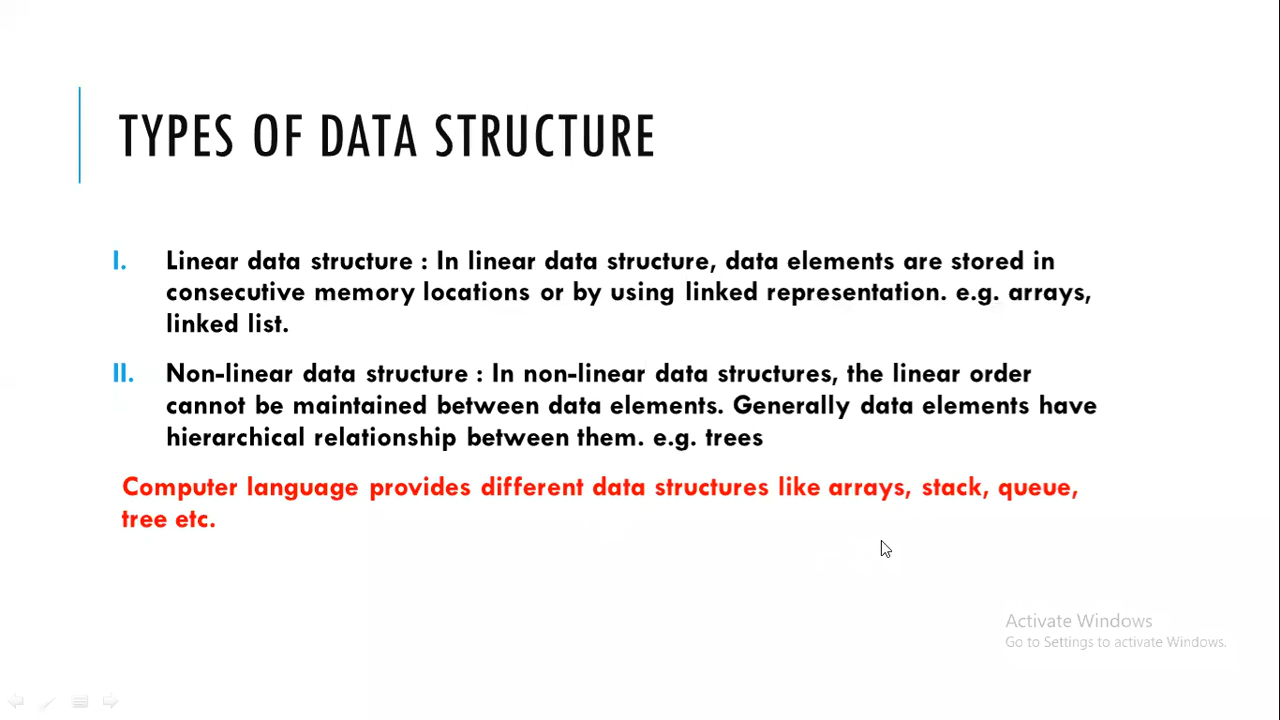 TYPES OF DATA STRUCTURE
I. Linear data structure : In linear data structure, data elements are stored in
consecutive memory locations or by using linked representation. e.g. arrays,
linked list.
II. Non-linear data structure : In non-linear data structures, the linear order
cannot be maintained between data elements. Generally data elements have
hierarchical relationship between them. e.g. trees
Computer language provides different data structures like arrays, stack, queue,
tree etc.
Activate Windows
Go to Settings to activate Windows.